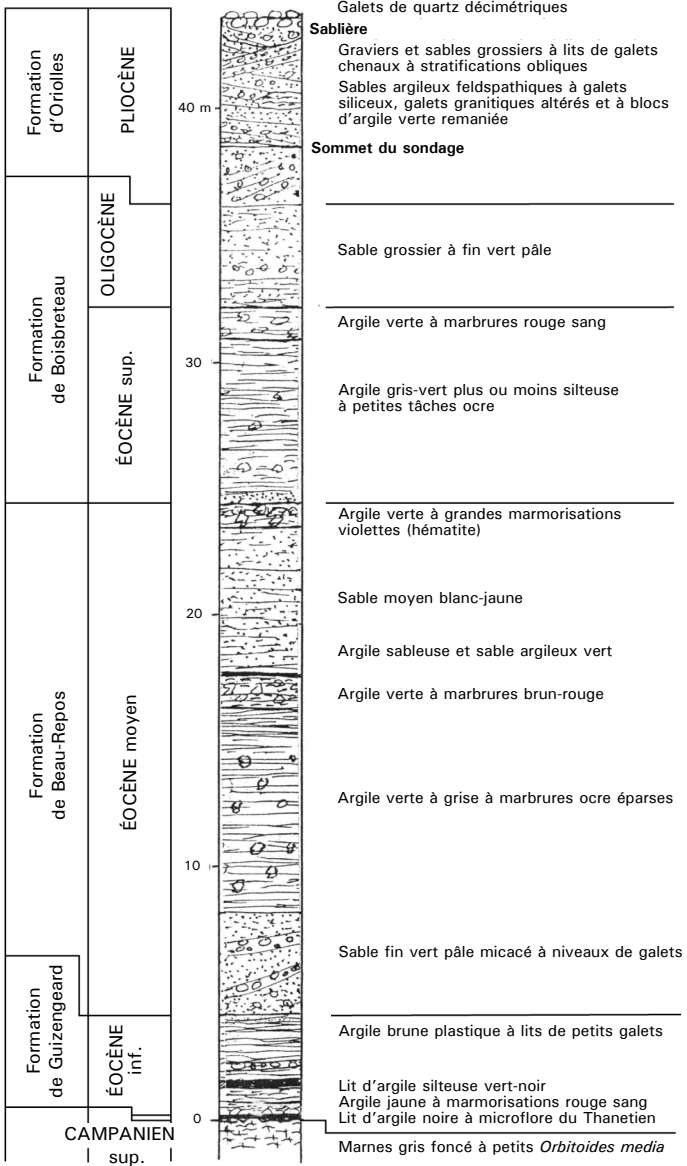 Galets de quartz décimétriques
Sablière
Graviers et sables grossiers à lits de galets
chenaux à stratifications obliques
Sables argileux feldspathiques à galets
siliceux, galets granitiques altérés et à blocs
d'argile verte remaniée
Sommet du sondage
Sable grossier à fin vert pâle
Argile verte à marbrures rouge sang
Argile gris-vert plus ou moins silteuse
à petites tâches ocre
Argile verte à grandes marmorisations
violettes (hématite)
Sable moyen blanc-jaune
Argile sableuse et sable argileux vert
Argile verte à marbrures brun-rouge
Argile verte à grise à marbrures ocre éparses
Sable fin vert pâle micacé à niveaux de galets
Argile brune plastique à lits de petits galets
Lit d'argile silteuse vert-noir
Argile jaune à marmorisations rouge sang
Lit d'argile noire à microflore du Thanetien
Marnes gris foncé à petits Orbitoides media
40 m
30
20
10
0
Formation
d'Oriolles
PLIOCÈNE
Formation
de Boisbreteau
OLIGOCÈNE
ÉOCÈNE sup.
Formation
de Beau-Repos
ÉOCÈNE moyen
Formation
de Guizengeard
ÉOCÈNE
inf.
CAMPANIEN
sup.